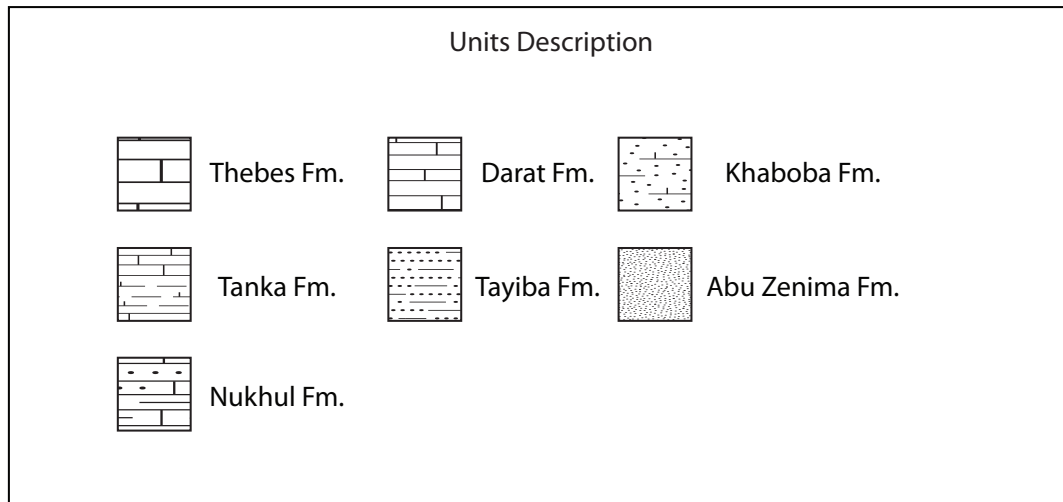 Units Description
Thebes Fm.
Darat Fm.
Khaboba Fm.
Tanka Fm.
Tayiba Fm.
Abu Zenima Fm.
Nukhul Fm.